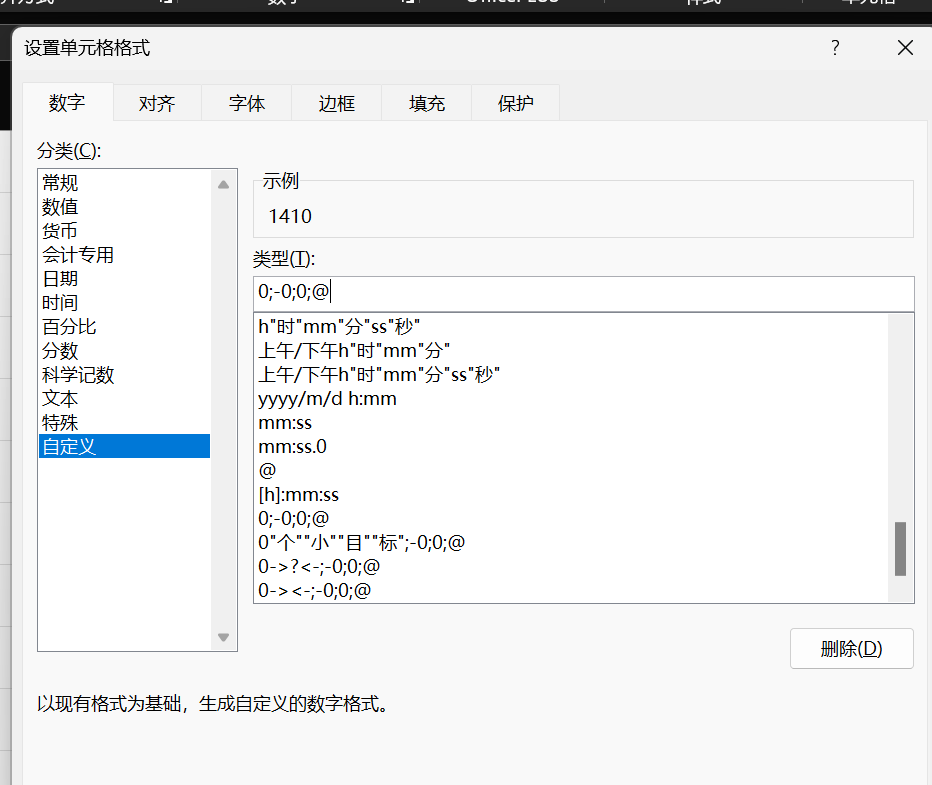 数字
设置单元格格式
?
数字 对齐 字体 边框 填充 保护
分类(C):
常规
数值
货币
会计专用
日期
时间
百分比
分数
科学记数
文本
特殊
自定义
示例
1410
类型(T):
0;-0;0;@
h"时"mm"分"ss"秒"
上午/下午h"时"mm"分"
上午/下午h"时"mm"分"ss"秒"
yyyy/m/d h:mm
mm:ss
mm:ss.0
@
[h]:mm:ss
0;-0;0;@
0"个""小""目""标";-0;0;@
0->?<-;-0;0;@
0-><-;-0;0;@
删除(D)
以现有格式为基础，生成自定义的数字格式。